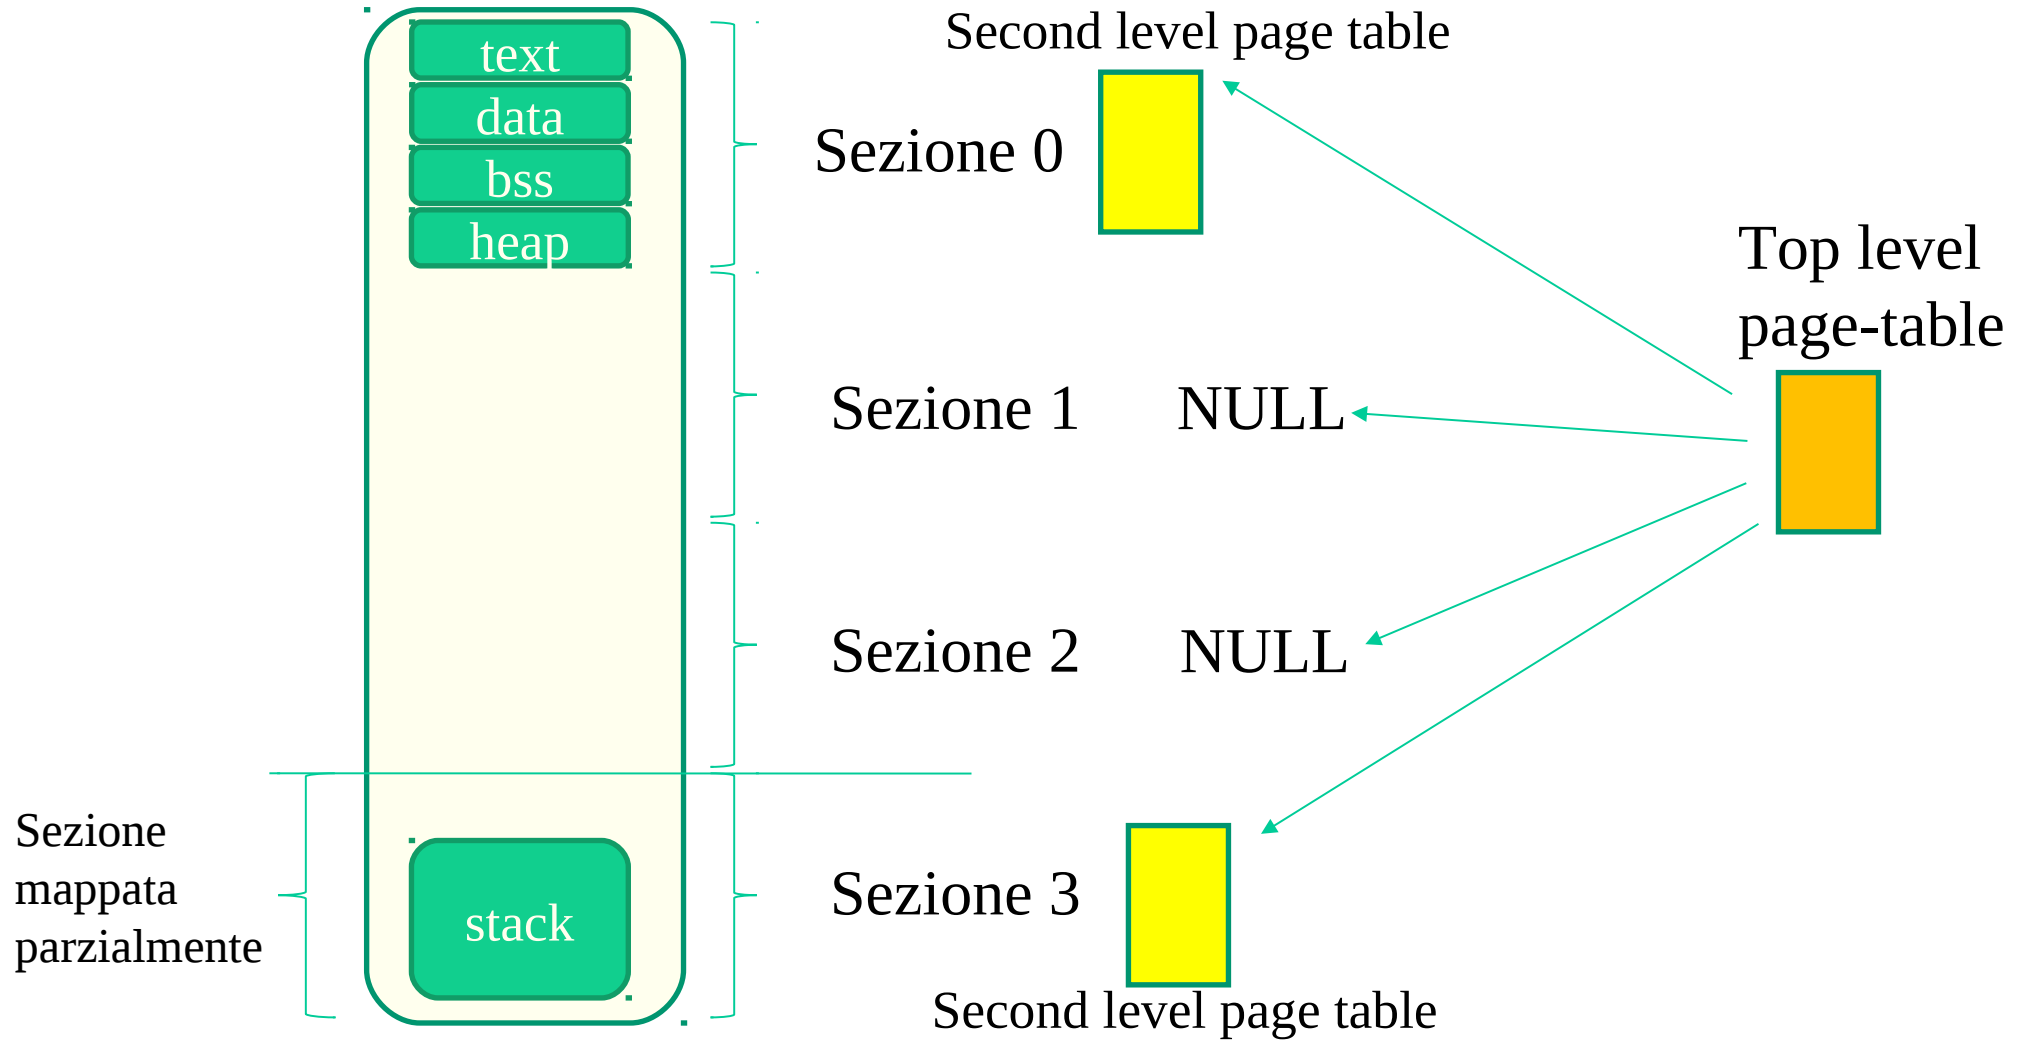 Second level page table
text
data
bss
heap
Sezione 0
Top level
page-table
Sezione 1
NULL
Sezione 2
NULL
Sezione
mappata
parzialmente
stack
Sezione 3
Second level page table